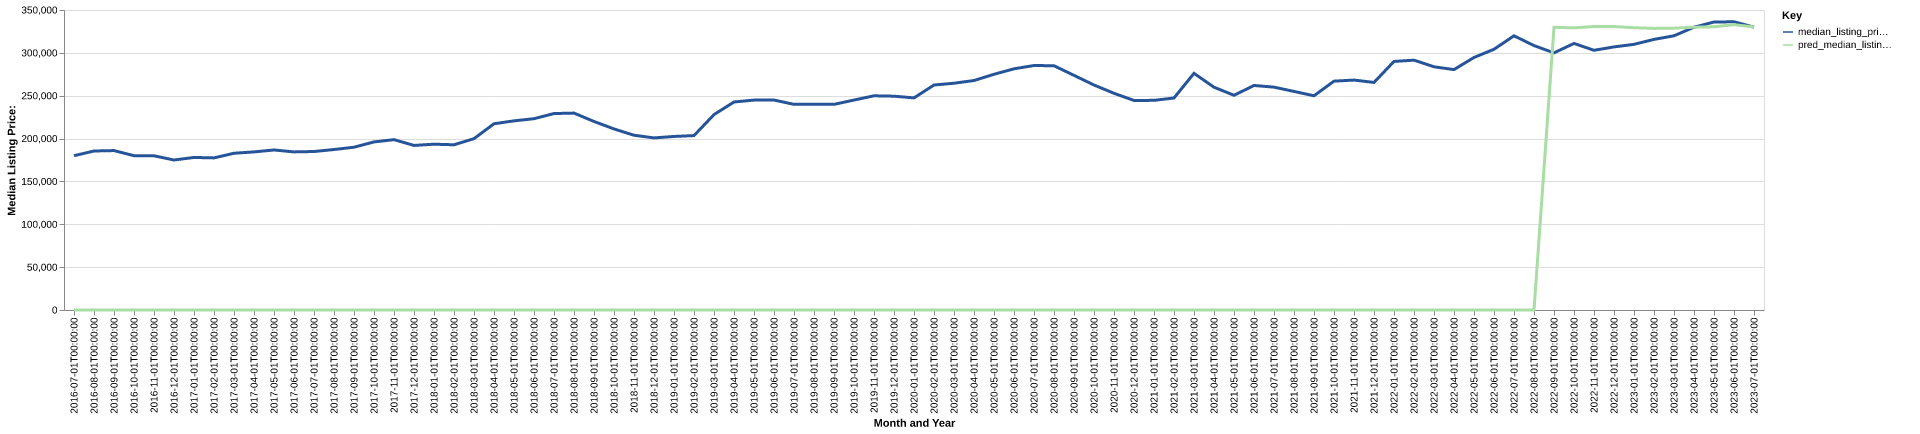 350,000
300,000
250,000
200,000
150,000
100,000
50,000
0
Median Listing Price:
2016-07-01T00:00:00
2016-08-01T00:00:00
2016-09-01T00:00:00
2016-10-01T00:00:00
2016-11-01T00:00:00
2016-12-01T00:00:00
2017-01-01T00:00:00
2017-02-01T00:00:00
2017-03-01T00:00:00
2017-04-01T00:00:00
2017-05-01T00:00:00
2017-06-01T00:00:00
2017-07-01T00:00:00
2017-08-01T00:00:00
2017-09-01T00:00:00
2017-10-01T00:00:00
2017-11-01T00:00:00
2017-12-01T00:00:00
2018-01-01T00:00:00
2018-02-01T00:00:00
2018-03-01T00:00:00
2018-04-01T00:00:00
2018-05-01T00:00:00
2018-06-01T00:00:00
2018-07-01T00:00:00
2018-08-01T00:00:00
2018-09-01T00:00:00
2018-10-01T00:00:00
2018-11-01T00:00:00
2018-12-01T00:00:00
2019-01-01T00:00:00
2019-02-01T00:00:00
2019-03-01T00:00:00
2019-04-01T00:00:00
2019-05-01T00:00:00
2019-06-01T00:00:00
2019-07-01T00:00:00
2019-08-01T00:00:00
2019-09-01T00:00:00
2019-10-01T00:00:00
2019-11-01T00:00:00
2019-12-01T00:00:00
2020-01-01T00:00:00
2020-02-01T00:00:00
2020-03-01T00:00:00
2020-04-01T00:00:00
2020-05-01T00:00:00
2020-06-01T00:00:00
2020-07-01T00:00:00
2020-08-01T00:00:00
2020-09-01T00:00:00
2020-10-01T00:00:00
2020-11-01T00:00:00
2020-12-01T00:00:00
2021-01-01T00:00:00
2021-02-01T00:00:00
2021-03-01T00:00:00
2021-04-01T00:00:00
2021-05-01T00:00:00
2021-06-01T00:00:00
2021-07-01T00:00:00
2021-08-01T00:00:00
2021-09-01T00:00:00
2021-10-01T00:00:00
2021-11-01T00:00:00
2021-12-01T00:00:00
2022-01-01T00:00:00
2022-02-01T00:00:00
2022-03-01T00:00:00
2022-04-01T00:00:00
2022-05-01T00:00:00
2022-06-01T00:00:00
2022-07-01T00:00:00
2022-08-01T00:00:00
2022-09-01T00:00:00
2022-10-01T00:00:00
2022-11-01T00:00:00
2022-12-01T00:00:00
2023-01-01T00:00:00
2023-02-01T00:00:00
2023-03-01T00:00:00
2023-04-01T00:00:00
2023-05-01T00:00:00
2023-06-01T00:00:00
2023-07-01T00:00:00
Month and Year
Key
median_listing_pri…
pred_median_listin…